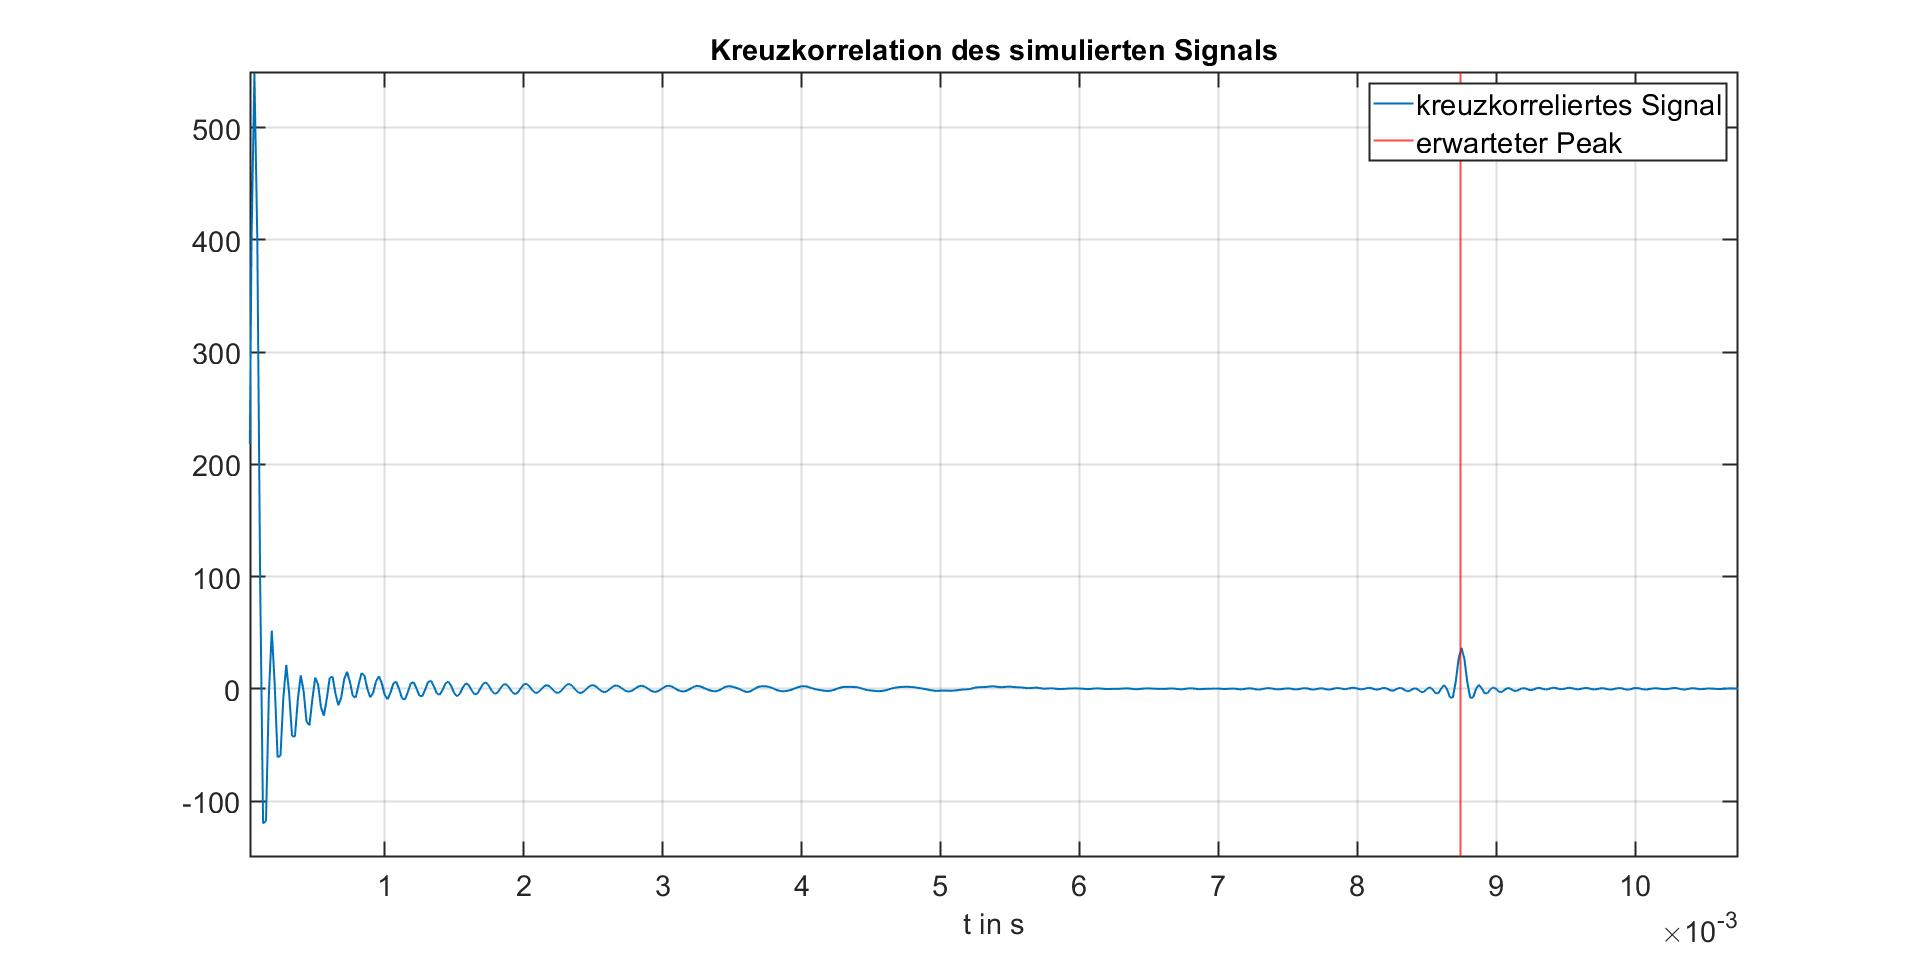 Kreuzkorrelation des simulierten Signals
kreuzkorreliertes Signal
erwarteter Peak
500
400
300
200
100
0
-100
1 2 3 4 5 6 7 8 9 10
t in s
×10⁻³